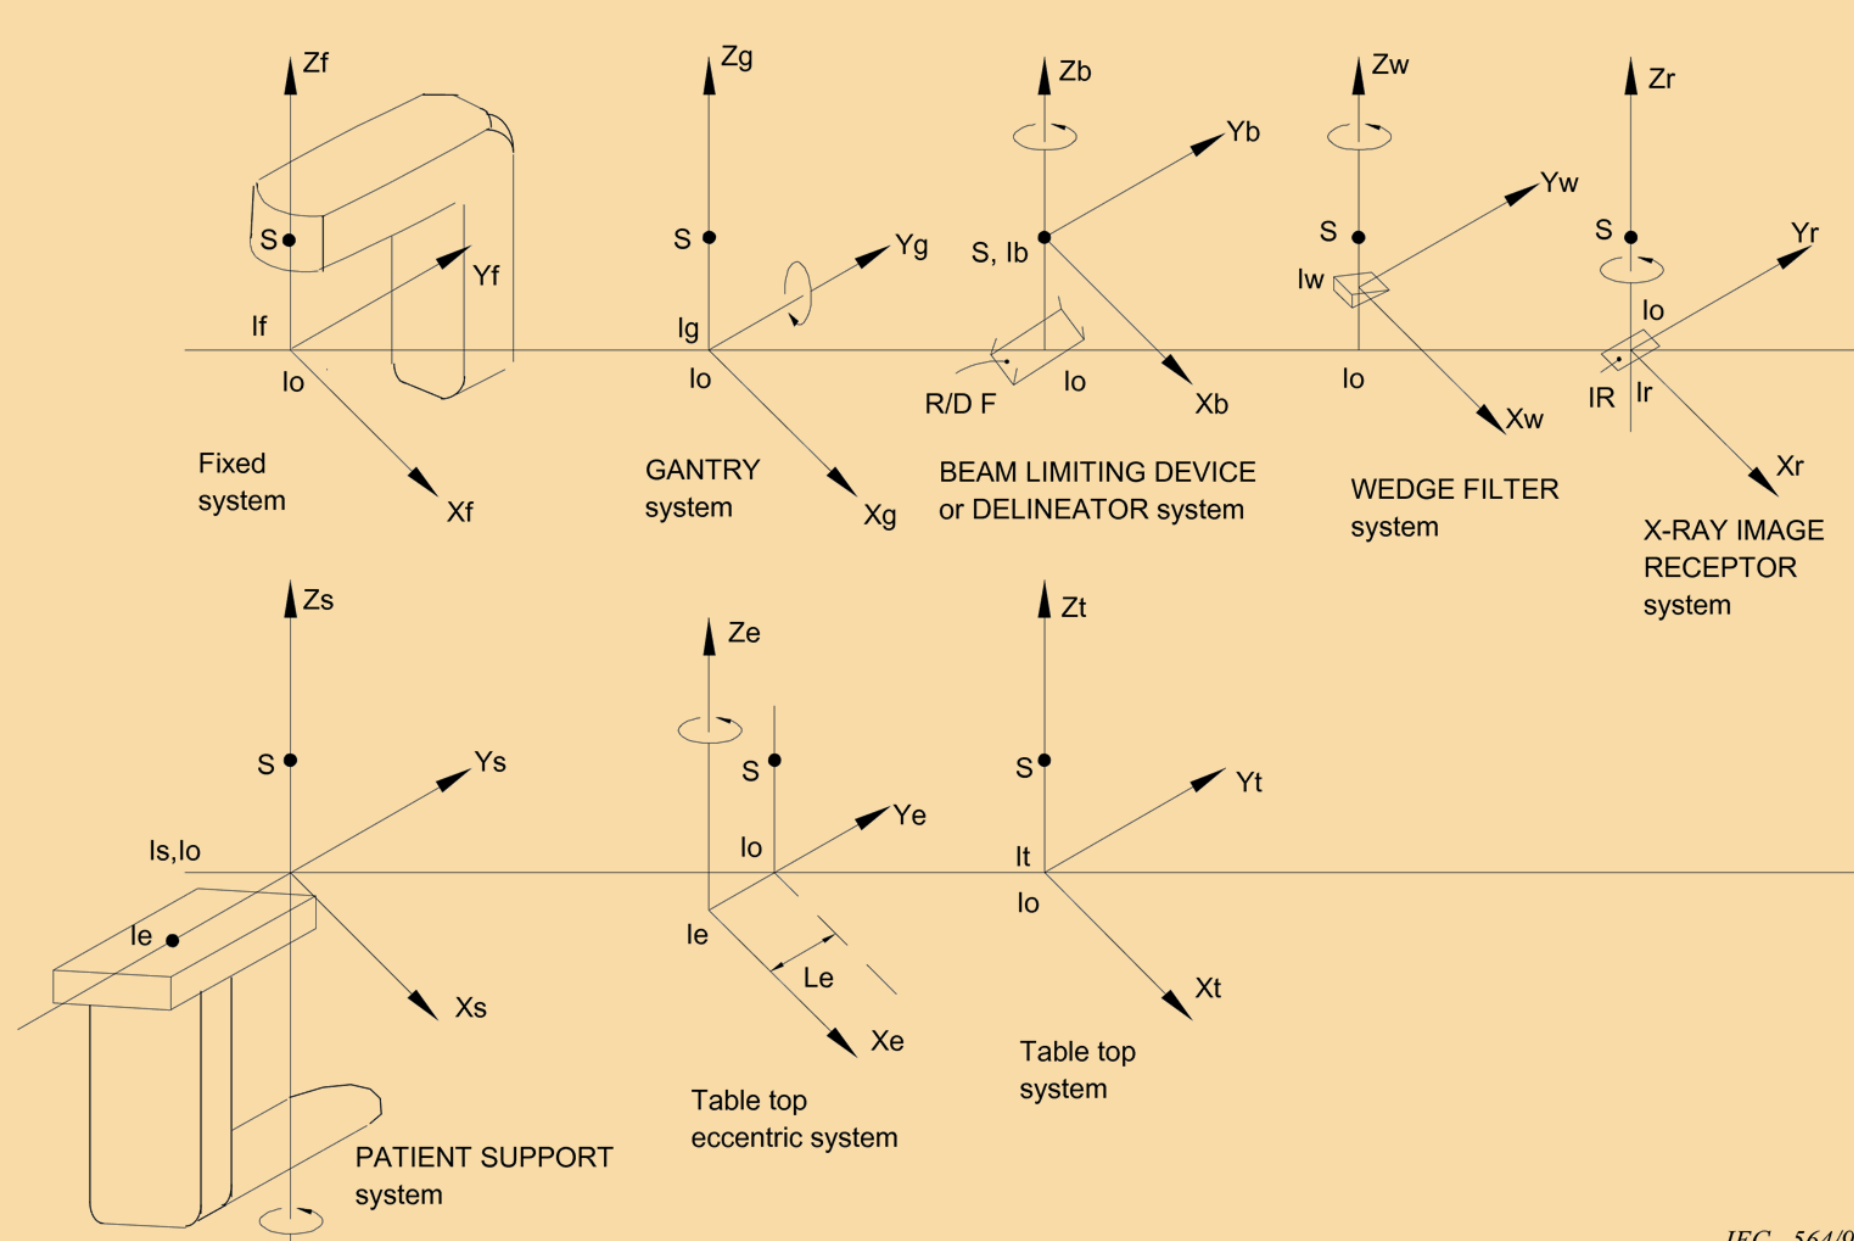 Zf
S
Yf
If
Io
Xf
Fixed
system
Zg
S
Yg
Ig
Io
Xg
GANTRY
system
Zb
Yb
S, Ib
R/D F
Io
Xb
BEAM LIMITING DEVICE
or DELINEATOR system
Zw
Yw
S
Iw
Io
Xw
WEDGE FILTER
system
Zr
S
Yr
Io
IR
Ir
Xr
X-RAY IMAGE
RECEPTOR
system
Zs
S
Ys
Is,Io
Ie
Xs
PATIENT SUPPORT
system
Ze
S
Ye
Io
Ie
Le
Xe
Table top
eccentric system
Zt
S
Yt
It
Io
Xt
Table top
system